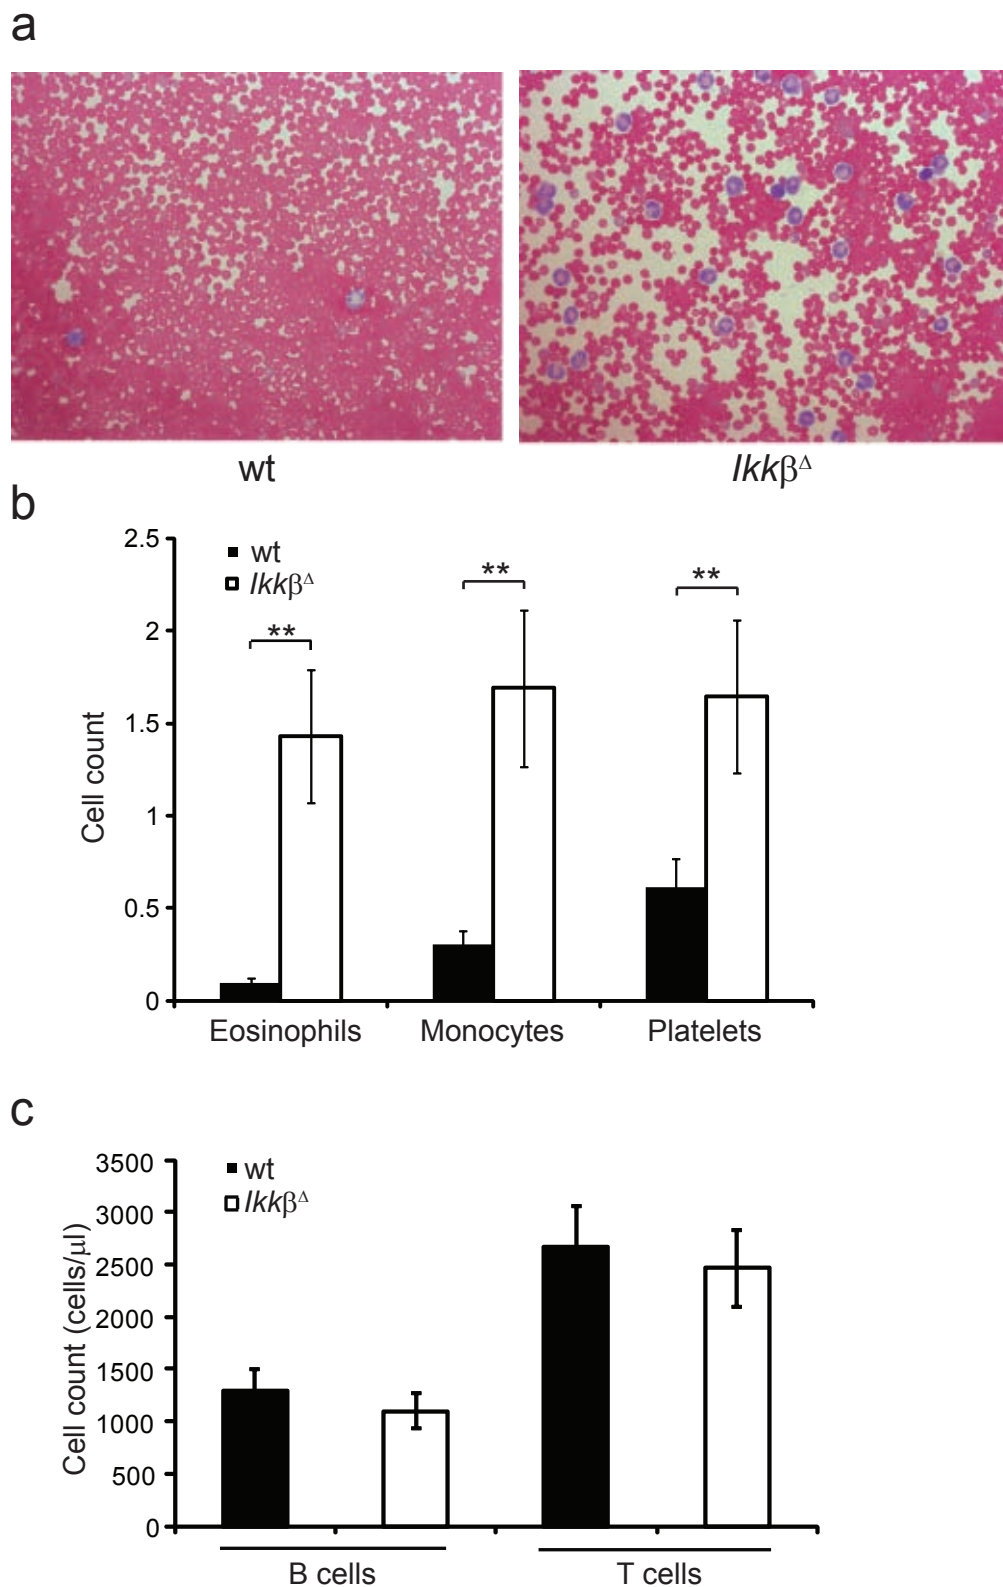 a
wt
Ikkβ^Δ
b
2.5
2
1.5
1
0.5
0
Cell count
wt
Ikkβ^Δ
**
**
**
Eosinophils
Monocytes
Platelets
c
3500
3000
2500
2000
1500
1000
500
0
Cell count (cells/μl)
wt
Ikkβ^Δ
B cells
T cells